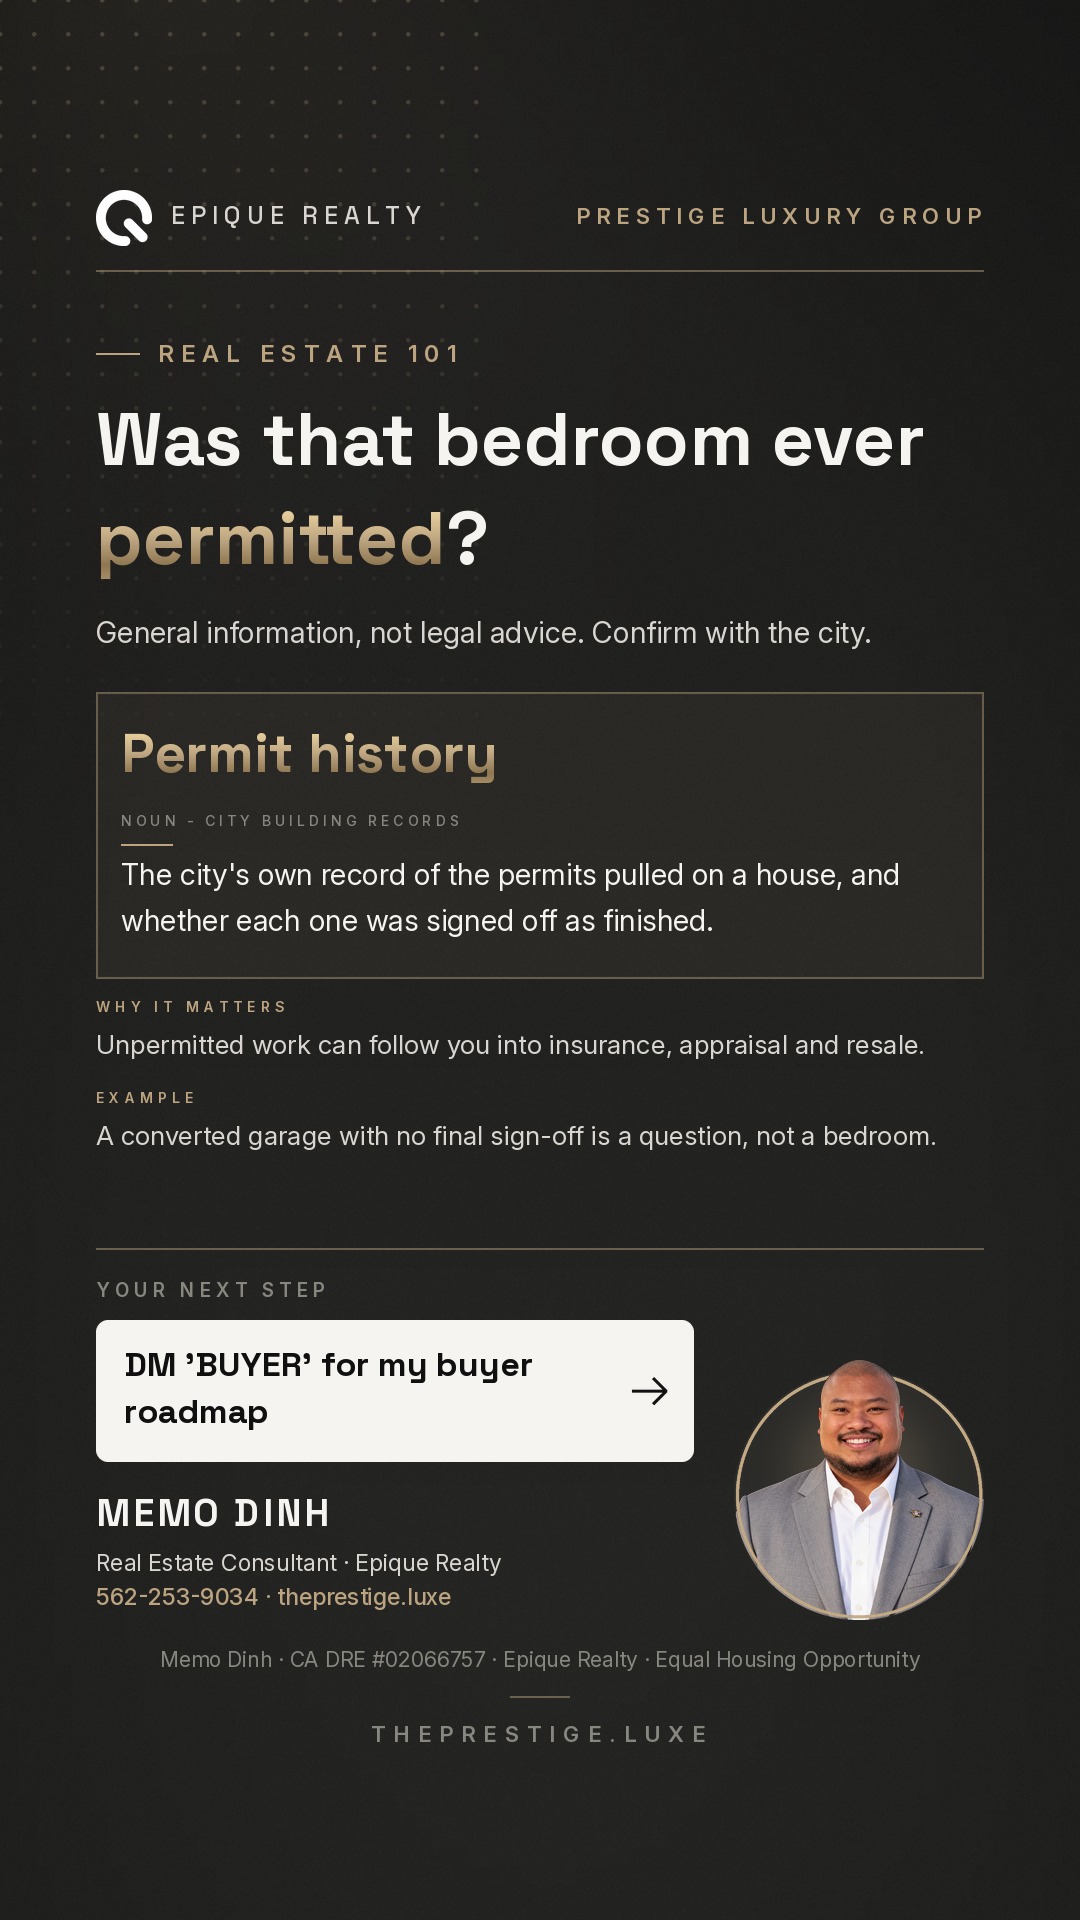 EPIQUE REALTY
PRESTIGE LUXURY GROUP
REAL ESTATE 101
Was that bedroom ever
permitted?
General information, not legal advice. Confirm with the city.
Permit history
NOUN - CITY BUILDING RECORDS
The city's own record of the permits pulled on a house, and
whether each one was signed off as finished.
WHY IT MATTERS
Unpermitted work can follow you into insurance, appraisal and resale.
EXAMPLE
A converted garage with no final sign-off is a question, not a bedroom.
YOUR NEXT STEP
DM ’BUYER’ for my buyer
roadmap
→
MEMO DINH
Real Estate Consultant · Epique Realty
562-253-9034 · theprestige.luxe
Memo Dinh · CA DRE #02066757 · Epique Realty · Equal Housing Opportunity
THEPRESTIGE.LUXE